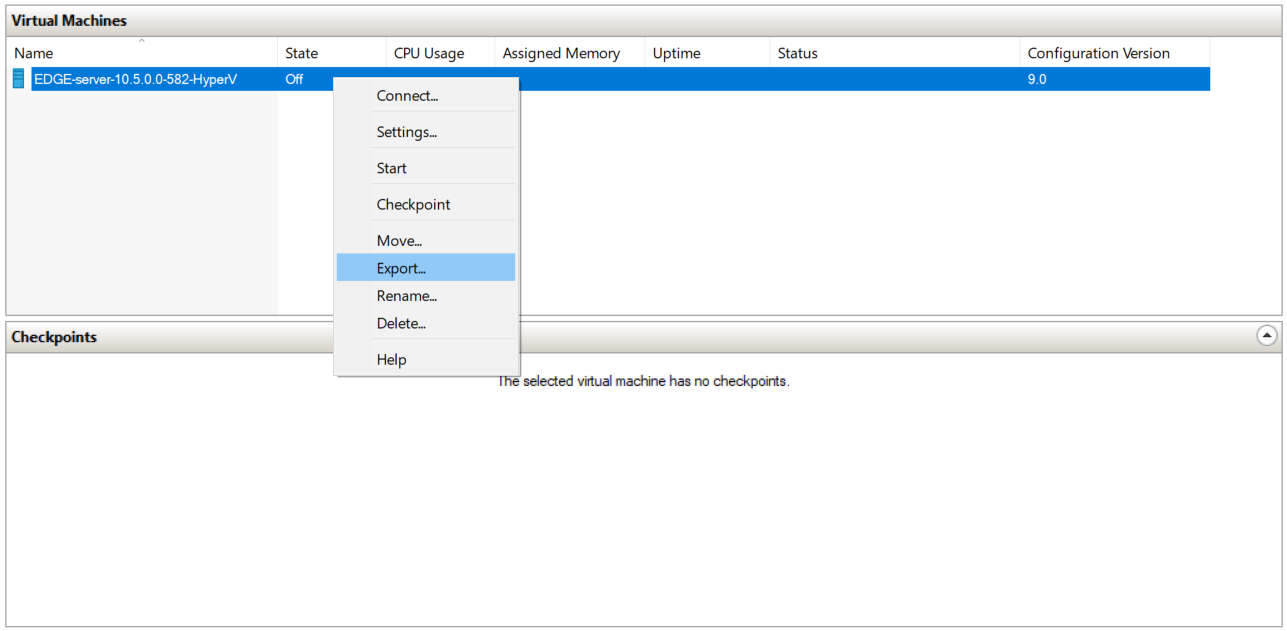 Virtual Machines
Name State CPU Usage Assigned Memory Uptime Status Configuration Version
EDGE-server-10.5.0.0-582-HyperV Off 9.0
Connect...
Settings...
Start
Checkpoint
Move...
Export...
Rename...
Delete...
Help
Checkpoints
The selected virtual machine has no checkpoints.